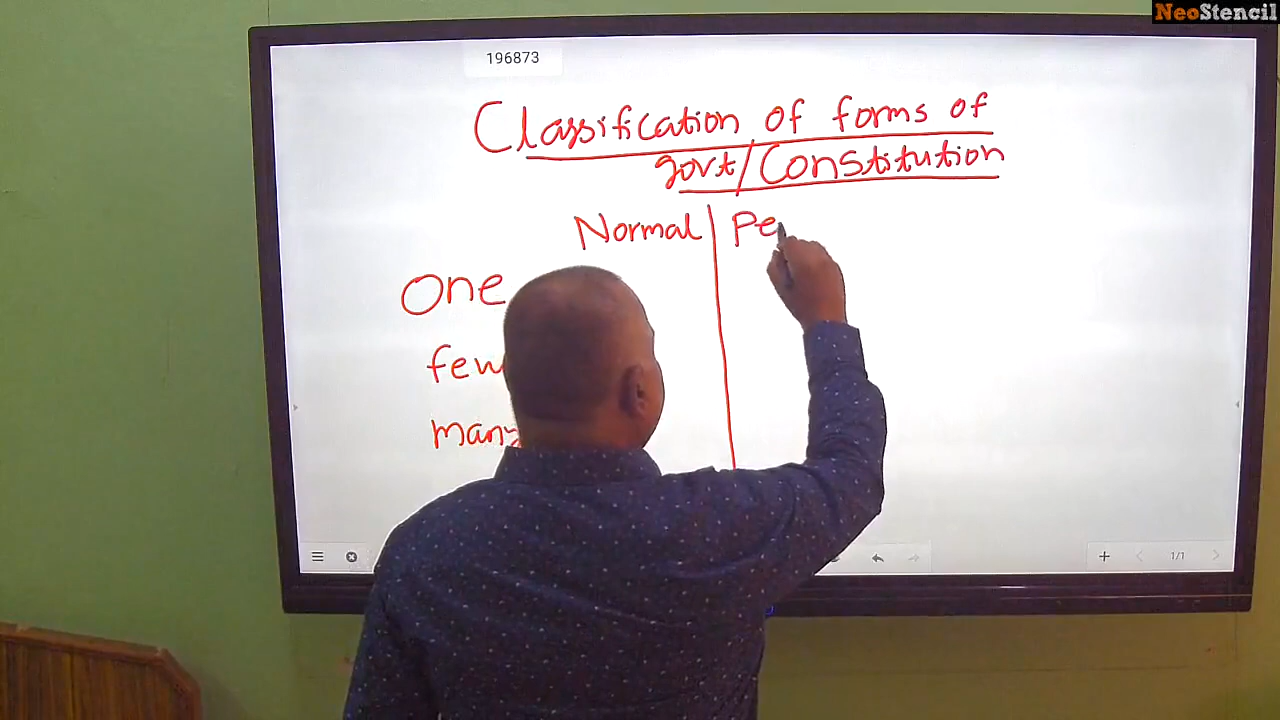 NeoStencil
196873
Classification of forms of
govt/Constitution
Normal Pe
One
few
many
1/1